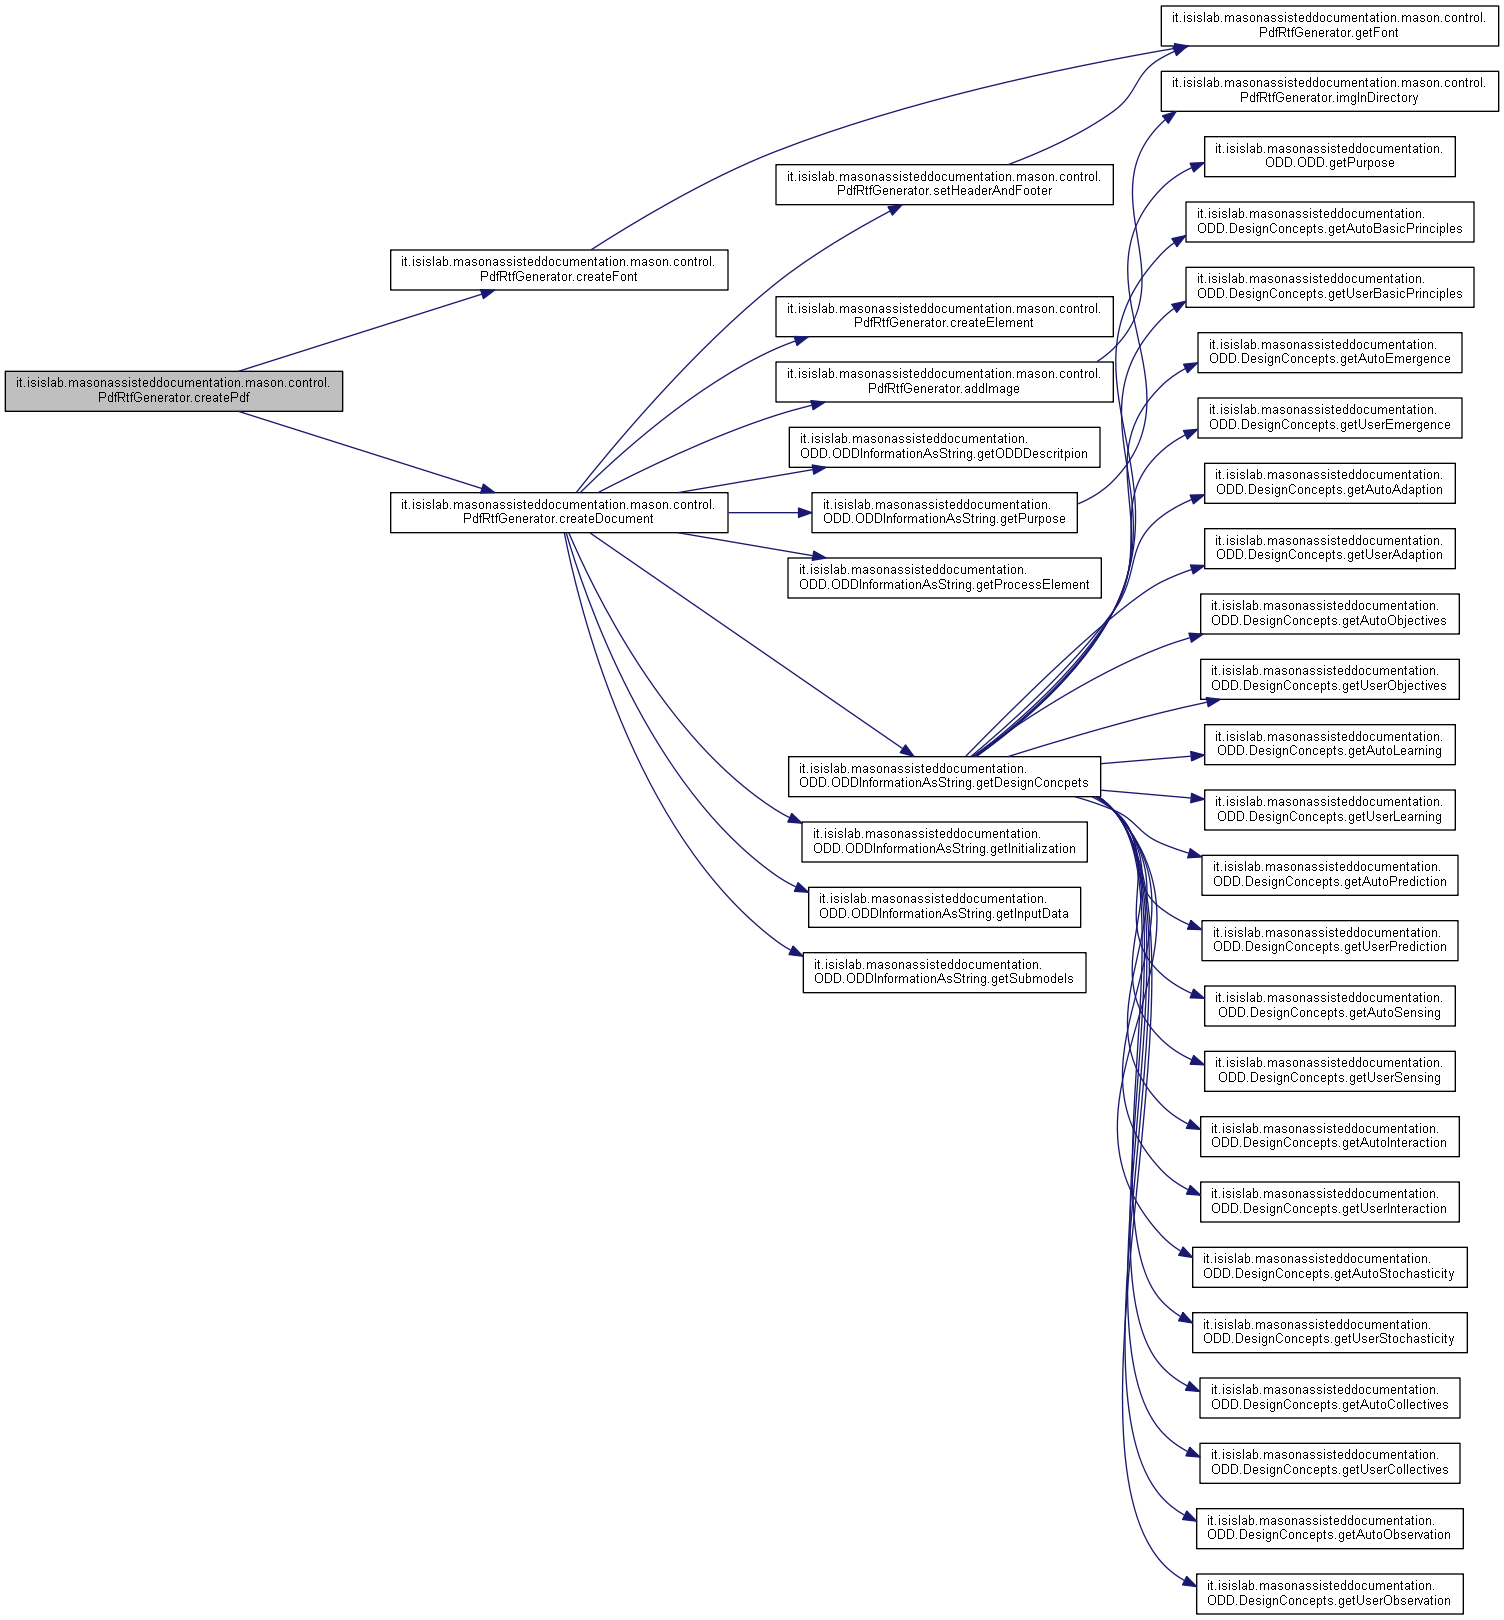 it.isislab.masonassisteddocumentation.mason.control.
PdfRtfGenerator.createPdf
it.isislab.masonassisteddocumentation.mason.control.
PdfRtfGenerator.createFont
it.isislab.masonassisteddocumentation.mason.control.
PdfRtfGenerator.createDocument
it.isislab.masonassisteddocumentation.mason.control.
PdfRtfGenerator.setHeaderAndFooter
it.isislab.masonassisteddocumentation.mason.control.
PdfRtfGenerator.createElement
it.isislab.masonassisteddocumentation.mason.control.
PdfRtfGenerator.addImage
it.isislab.masonassisteddocumentation.
ODD.ODDInformationAsString.getODDDescritpion
it.isislab.masonassisteddocumentation.
ODD.ODDInformationAsString.getPurpose
it.isislab.masonassisteddocumentation.
ODD.ODDInformationAsString.getProcessElement
it.isislab.masonassisteddocumentation.
ODD.ODDInformationAsString.getDesignConcpets
it.isislab.masonassisteddocumentation.
ODD.ODDInformationAsString.getInitialization
it.isislab.masonassisteddocumentation.
ODD.ODDInformationAsString.getInputData
it.isislab.masonassisteddocumentation.
ODD.ODDInformationAsString.getSubmodels
it.isislab.masonassisteddocumentation.mason.control.
PdfRtfGenerator.getFont
it.isislab.masonassisteddocumentation.mason.control.
PdfRtfGenerator.imgInDirectory
it.isislab.masonassisteddocumentation.
ODD.ODD.getPurpose
it.isislab.masonassisteddocumentation.
ODD.DesignConcepts.getAutoBasicPrinciples
it.isislab.masonassisteddocumentation.
ODD.DesignConcepts.getUserBasicPrinciples
it.isislab.masonassisteddocumentation.
ODD.DesignConcepts.getAutoEmergence
it.isislab.masonassisteddocumentation.
ODD.DesignConcepts.getUserEmergence
it.isislab.masonassisteddocumentation.
ODD.DesignConcepts.getAutoAdaption
it.isislab.masonassisteddocumentation.
ODD.DesignConcepts.getUserAdaption
it.isislab.masonassisteddocumentation.
ODD.DesignConcepts.getAutoObjectives
it.isislab.masonassisteddocumentation.
ODD.DesignConcepts.getUserObjectives
it.isislab.masonassisteddocumentation.
ODD.DesignConcepts.getAutoLearning
it.isislab.masonassisteddocumentation.
ODD.DesignConcepts.getUserLearning
it.isislab.masonassisteddocumentation.
ODD.DesignConcepts.getAutoPrediction
it.isislab.masonassisteddocumentation.
ODD.DesignConcepts.getUserPrediction
it.isislab.masonassisteddocumentation.
ODD.DesignConcepts.getAutoSensing
it.isislab.masonassisteddocumentation.
ODD.DesignConcepts.getUserSensing
it.isislab.masonassisteddocumentation.
ODD.DesignConcepts.getAutoInteraction
it.isislab.masonassisteddocumentation.
ODD.DesignConcepts.getUserInteraction
it.isislab.masonassisteddocumentation.
ODD.DesignConcepts.getAutoStochasticity
it.isislab.masonassisteddocumentation.
ODD.DesignConcepts.getUserStochasticity
it.isislab.masonassisteddocumentation.
ODD.DesignConcepts.getAutoCollectives
it.isislab.masonassisteddocumentation.
ODD.DesignConcepts.getUserCollectives
it.isislab.masonassisteddocumentation.
ODD.DesignConcepts.getAutoObservation
it.isislab.masonassisteddocumentation.
ODD.DesignConcepts.getUserObservation